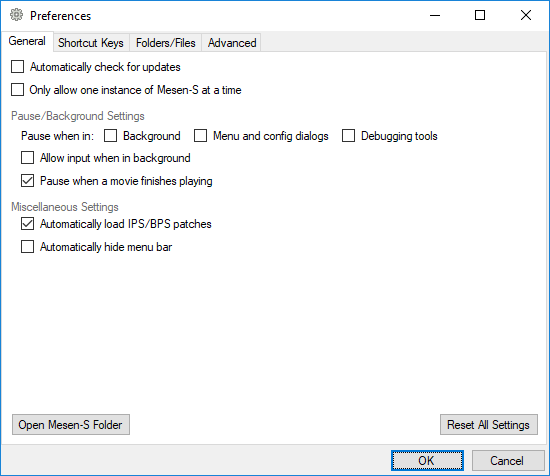 Preferences
General Shortcut Keys Folders/Files Advanced
Automatically check for updates
Only allow one instance of Mesen-S at a time
Pause/Background Settings
Pause when in: Background Menu and config dialogs Debugging tools
Allow input when in background
Pause when a movie finishes playing
Miscellaneous Settings
Automatically load IPS/BPS patches
Automatically hide menu bar
Open Mesen-S Folder Reset All Settings
OK Cancel